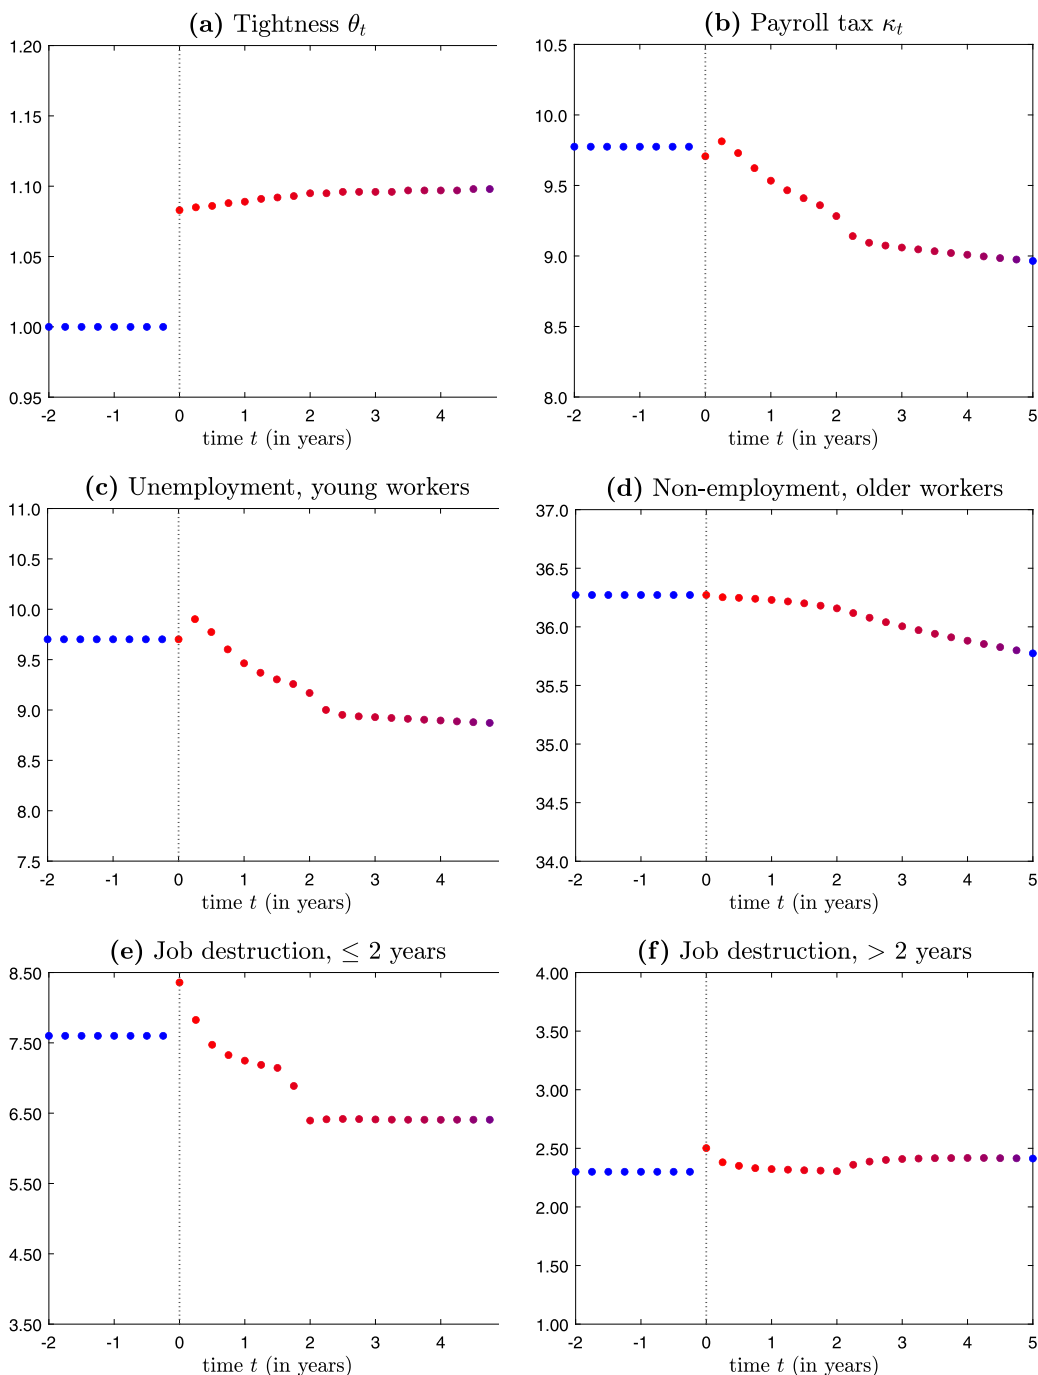 (a) Tightness θt
1.20
1.15
1.10
1.05
1.00
0.95
-2 -1 0 1 2 3 4
time t (in years)
(b) Payroll tax κt
10.5
10.0
9.5
9.0
8.5
8.0
-2 -1 0 1 2 3 4 5
time t (in years)
(c) Unemployment, young workers
11.0
10.5
10.0
9.5
9.0
8.5
8.0
7.5
-2 -1 0 1 2 3 4
time t (in years)
(d) Non-employment, older workers
37.0
36.5
36.0
35.5
35.0
34.5
34.0
-2 -1 0 1 2 3 4 5
time t (in years)
(e) Job destruction, ≤ 2 years
8.50
7.50
6.50
5.50
4.50
3.50
-2 -1 0 1 2 3 4
time t (in years)
(f) Job destruction, > 2 years
4.00
3.50
3.00
2.50
2.00
1.50
1.00
-2 -1 0 1 2 3 4 5
time t (in years)